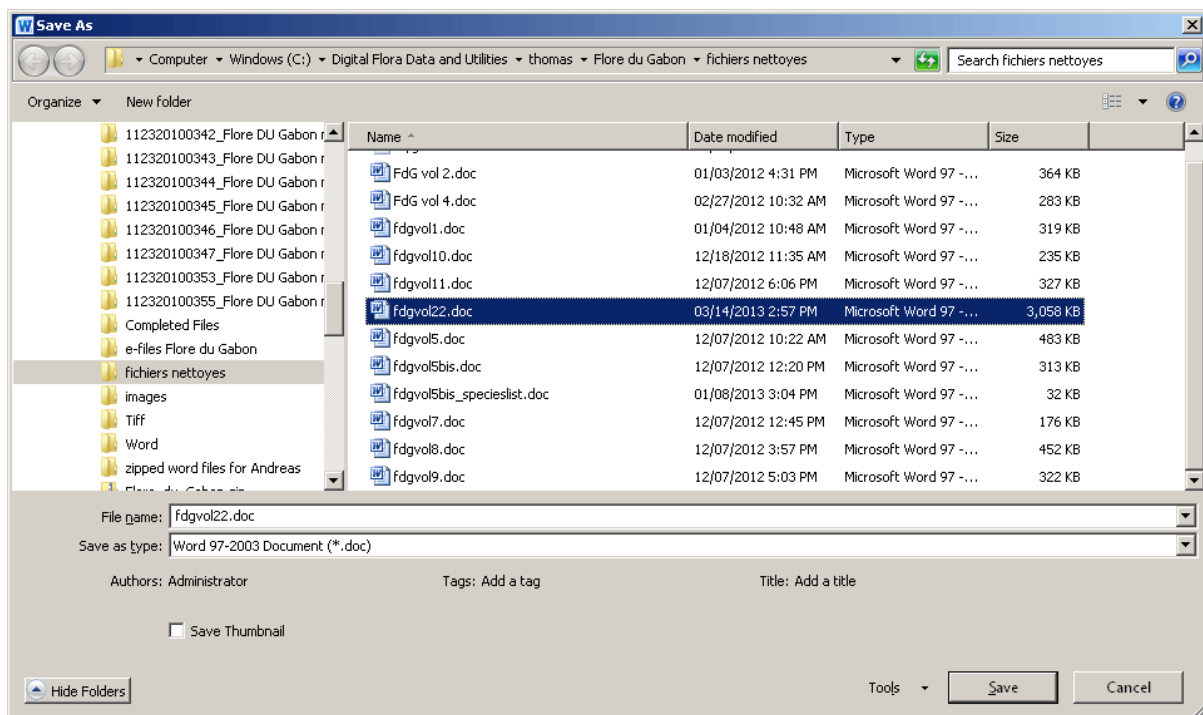 Save As
Computer Windows (C:) Digital Flora Data and Utilities thomas Flore du Gabon fichiers nettoyes Search fichiers nettoyes
Organize New folder
112320100342_Flore DU Gabon r
112320100343_Flore DU Gabon r
112320100344_Flore DU Gabon r
112320100345_Flore DU Gabon r
112320100346_Flore DU Gabon r
112320100347_Flore DU Gabon r
112320100353_Flore DU Gabon r
112320100355_Flore DU Gabon r
Completed Files
e-files Flore du Gabon
fichiers nettoyes
images
Tiff
Word
zipped word files for Andreas
Name Date modified Type Size
FdG vol 2.doc 01/03/2012 4:31 PM Microsoft Word 97 -... 364 KB
FdG vol 4.doc 02/27/2012 10:32 AM Microsoft Word 97 -... 283 KB
fdgvol1.doc 01/04/2012 10:48 AM Microsoft Word 97 -... 319 KB
fdgvol10.doc 12/18/2012 11:35 AM Microsoft Word 97 -... 235 KB
fdgvol11.doc 12/07/2012 6:06 PM Microsoft Word 97 -... 327 KB
fdgvol22.doc 03/14/2013 2:57 PM Microsoft Word 97 -... 3,058 KB
fdgvol5.doc 12/07/2012 10:22 AM Microsoft Word 97 -... 483 KB
fdgvol5bis.doc 12/07/2012 12:20 PM Microsoft Word 97 -... 313 KB
fdgvol5bis_specieslist.doc 01/08/2013 3:04 PM Microsoft Word 97 -... 32 KB
fdgvol7.doc 12/07/2012 12:45 PM Microsoft Word 97 -... 176 KB
fdgvol8.doc 12/07/2012 3:57 PM Microsoft Word 97 -... 452 KB
fdgvol9.doc 12/07/2012 5:03 PM Microsoft Word 97 -... 322 KB
File name: fdgvol22.doc
Save as type: Word 97-2003 Document (*.doc)
Authors: Administrator Tags: Add a tag Title: Add a title
Save Thumbnail
Hide Folders Tools Save Cancel